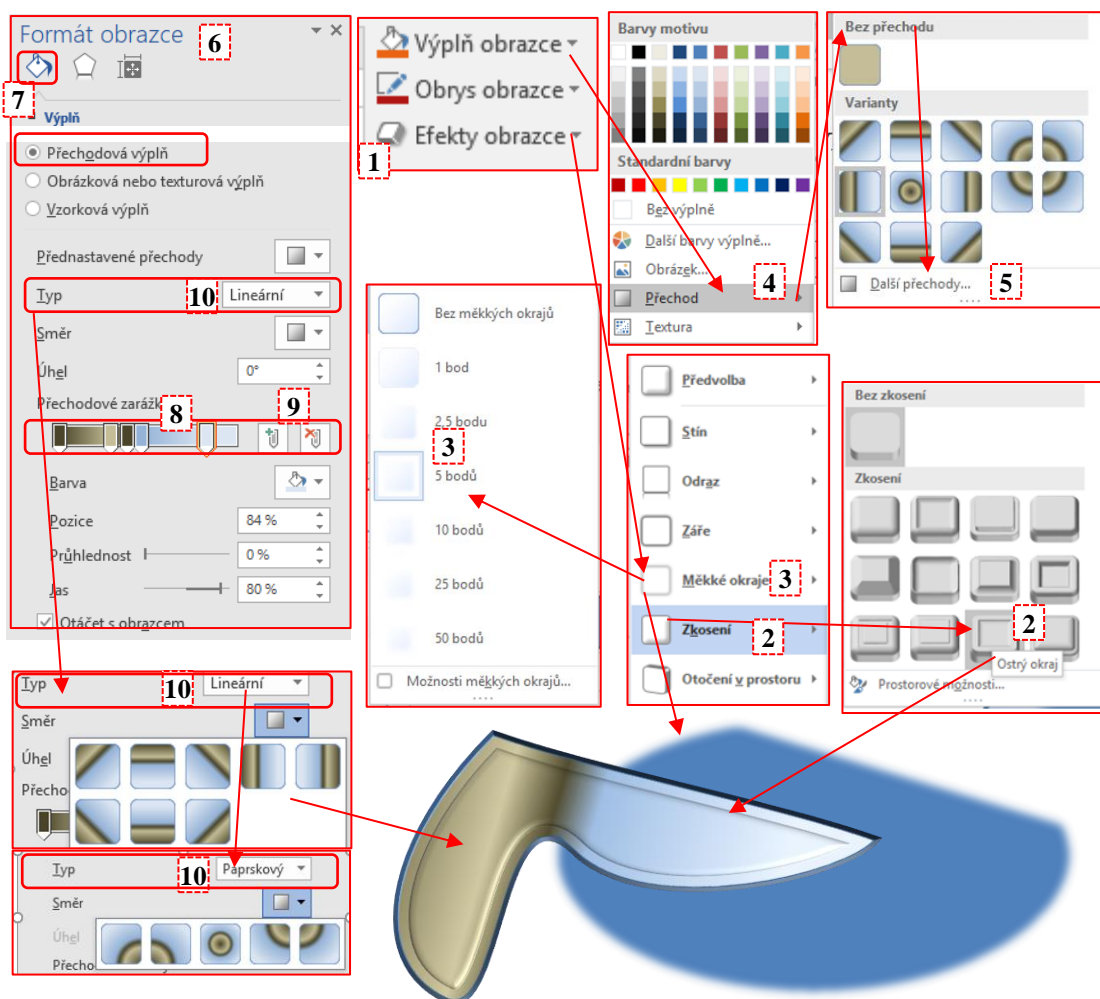 Formát obrazce
6
7
Výplň
Přechodová výplň
Obrázková nebo texturová výplň
Vzorková výplň
Přednastavené přechody
Typ
10
Lineární
Směr
Úhel
0°
Přechodové zarážk
8
9
Barva
Pozice
84 %
Průhlednost
0 %
Jas
80 %
Otáčet s obrazcem
Výplň obrazce
Obrys obrazce
Efekty obrazce
1
Barvy motivu
Standardní barvy
Bez výplně
Další barvy výplně...
Obrázek...
4
Přechod
Textura
Bez přechodu
Varianty
5
Další přechody...
Bez měkkých okrajů
1 bod
2,5 bodu
3
5 bodů
10 bodů
25 bodů
50 bodů
Možnosti měkkých okrajů...
Předvolba
Stín
Odraz
Záře
Měkké okraje
3
Zkosení
2
Otočení v prostoru
Bez zkosení
Zkosení
2
Ostrý okraj
Prostorové možnosti...
Typ
10
Lineární
Směr
Úhel
Přecho
Typ
10
Paprskový
Směr
Úhel
Přecho